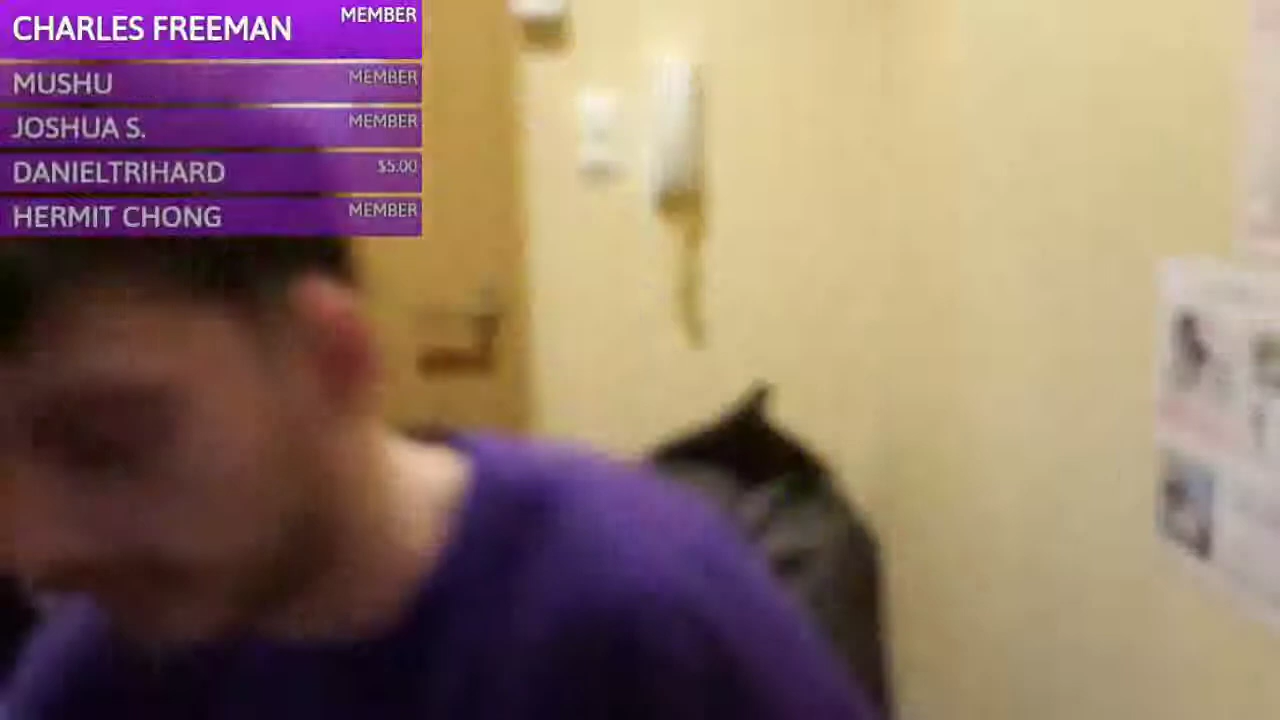 CHARLES FREEMAN MEMBER
MUSHU MEMBER
JOSHUA S. MEMBER
DANIELTRIHARD $5.00
HERMIT CHONG MEMBER